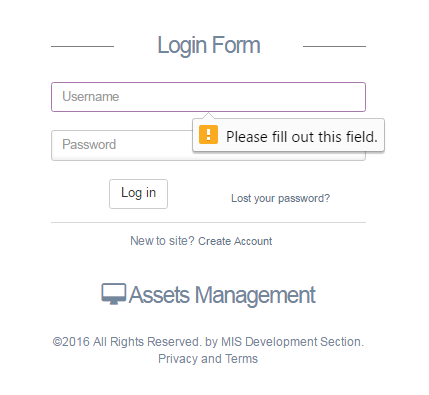 Login Form
Username
Please fill out this field.
Password
Log in
Lost your password?
New to site? Create Account
Assets Management
©2016 All Rights Reserved. by MIS Development Section.
Privacy and Terms